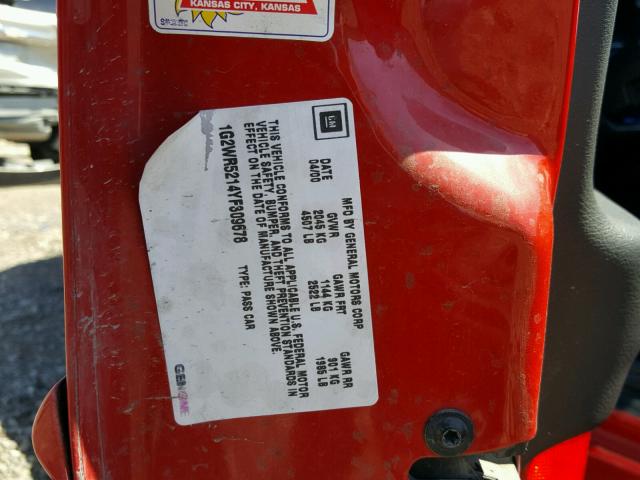 KANSAS CITY, KANSAS
GM
MFD BY GENERAL MOTORS CORP
DATE GVWR GAWR FRT GAWR RR
04/00 2045 KG 1144 KG 901 KG
4507 LB 2522 LB 1985 LB
THIS VEHICLE CONFORMS TO ALL APPLICABLE U.S. FEDERAL MOTOR
VEHICLE SAFETY, BUMPER, AND THEFT PREVENTION STANDARDS IN
EFFECT ON THE DATE OF MANUFACTURE SHOWN ABOVE.
1G2WR5214YF309678 TYPE: PASS CAR